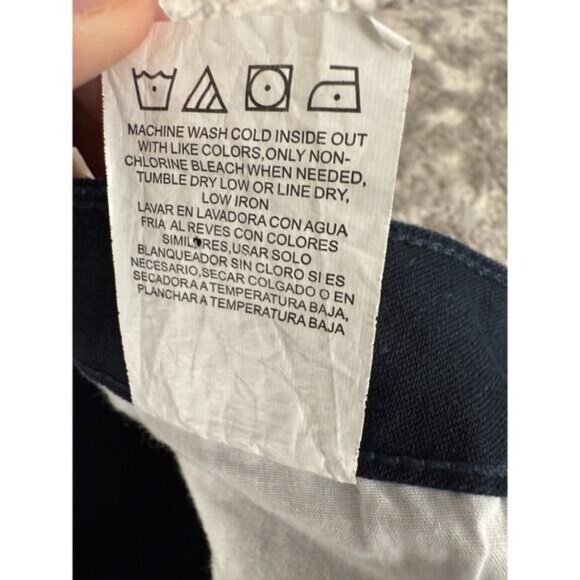 MACHINE WASH COLD INSIDE OUT
WITH LIKE COLORS,ONLY NON-
CHLORINE BLEACH WHEN NEEDED,
TUMBLE DRY LOW OR LINE DRY,
LOW IRON
LAVAR EN LAVADORA CON AGUA
FRIA AL REVES CON COLORES
SIMILARES,USAR SOLO
BLANQUEADOR SIN CLORO SI ES
NECESARIO,SECAR COLGADO O EN
SECADORA A TEMPERATURA BAJA,
PLANCHAR A TEMPERATURA BAJA